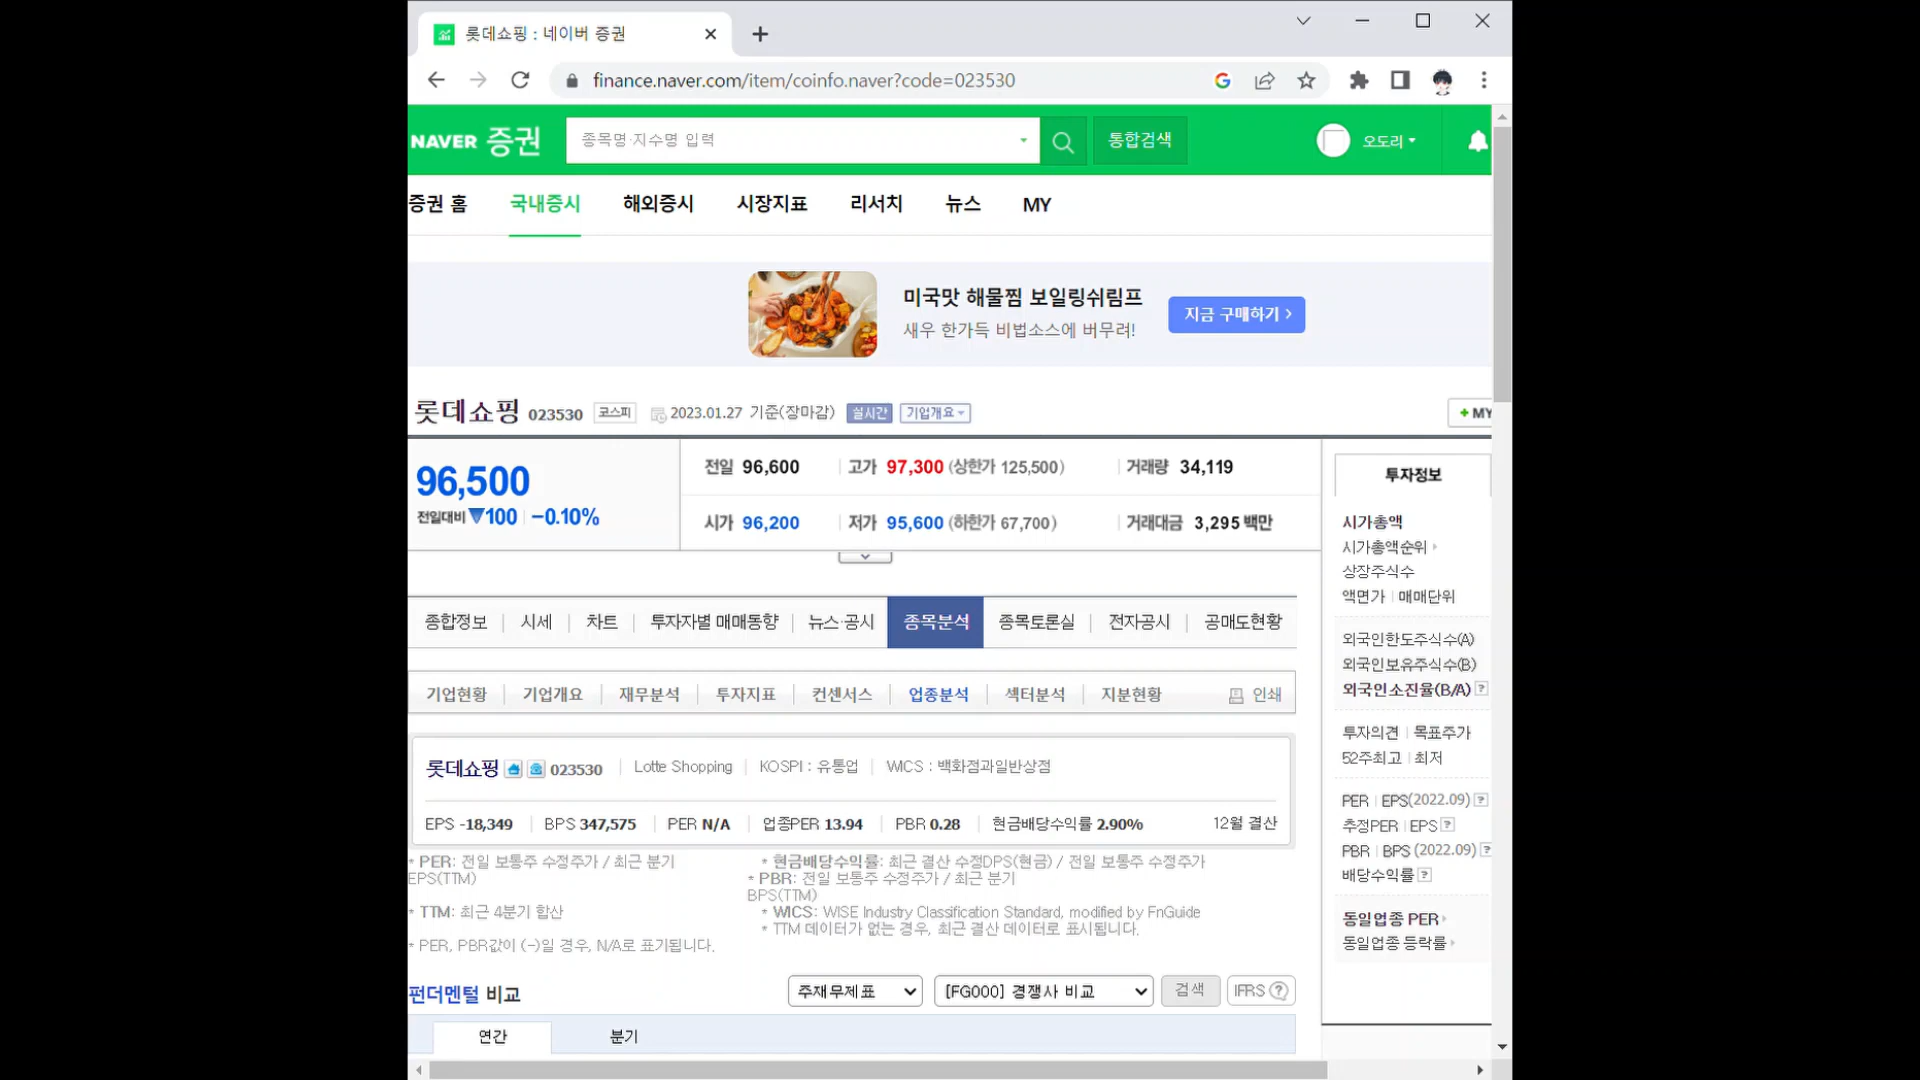 롯데쇼핑 : 네이버 증권
finance.naver.com/item/coinfo.naver?code=023530
NAVER 증권 종목명·지수명 입력 통합검색 오도리
증권 홈 국내증시 해외증시 시장지표 리서치 뉴스 MY
미국맛 해물찜 보일링쉬림프
새우 한가득 비법소스에 버무려!
지금 구매하기
롯데쇼핑 023530 코스피 2023.01.27 기준(장마감) 실시간 기업개요 MY
96,500
전일대비 ▼100 −0.10%
전일 96,600 고가 97,300 (상한가 125,500) 거래량 34,119
시가 96,200 저가 95,600 (하한가 67,700) 거래대금 3,295 백만
종합정보 시세 차트 투자자별 매매동향 뉴스·공시 종목분석 종목토론실 전자공시 공매도현황
기업현황 기업개요 재무분석 투자지표 컨센서스 업종분석 섹터분석 지분현황 인쇄
롯데쇼핑 023530 Lotte Shopping KOSPI : 유통업 WICS : 백화점과일반상점
EPS -18,349 BPS 347,575 PER N/A 업종PER 13.94 PBR 0.28 현금배당수익률 2.90% 12월 결산
* PER: 전일 보통주 수정주가 / 최근 분기
EPS(TTM)
* TTM: 최근 4분기 합산
* PER, PBR값이 (-)일 경우, N/A로 표기됩니다.
* 현금배당수익률: 최근 결산 수정DPS(현금) / 전일 보통주 수정주가
* PBR: 전일 보통주 수정주가 / 최근 분기
BPS(TTM)
* WICS: WISE Industry Classification Standard, modified by FnGuide
* TTM 데이터가 없는 경우, 최근 결산 데이터로 표시됩니다.
펀더멘털 비교 주재무제표 [FG000] 경쟁사 비교 검색 IFRS ?
연간 분기
투자정보
시가총액
시가총액순위
상장주식수
액면가 매매단위
외국인한도주식수(A)
외국인보유주식수(B)
외국인소진율(B/A) ?
투자의견 목표주가
52주최고 최저
PER EPS(2022.09) ?
추정PER EPS ?
PBR BPS (2022.09) ?
배당수익률 ?
동일업종 PER
동일업종 등락률